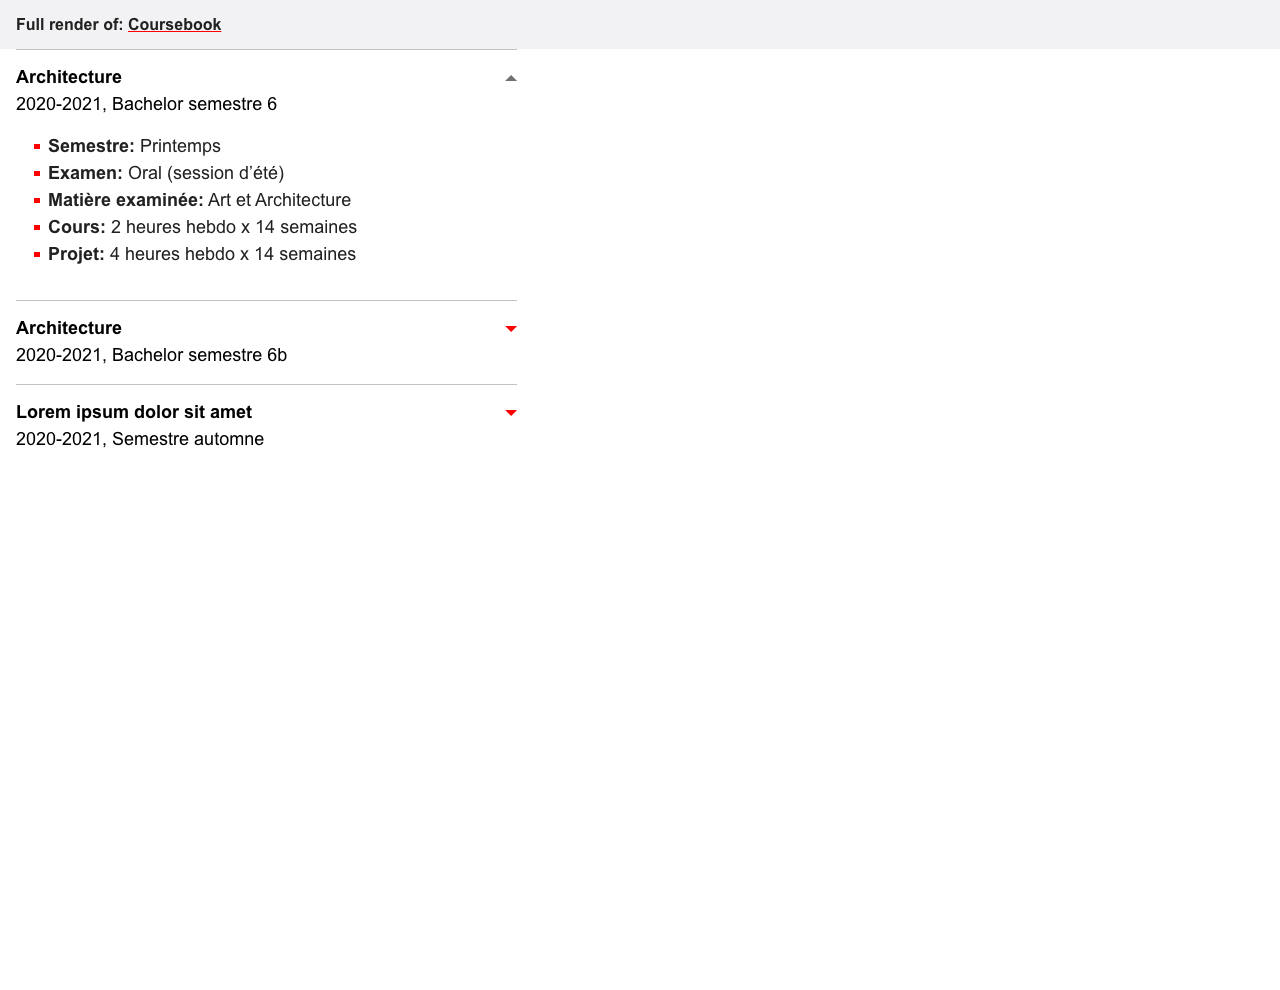 Full render of: Coursebook
Architecture
2020-2021, Bachelor semestre 6
Semestre: Printemps
Examen: Oral (session d’été)
Matière examinée: Art et Architecture
Cours: 2 heures hebdo x 14 semaines
Projet: 4 heures hebdo x 14 semaines
Architecture
2020-2021, Bachelor semestre 6b
Lorem ipsum dolor sit amet
2020-2021, Semestre automne